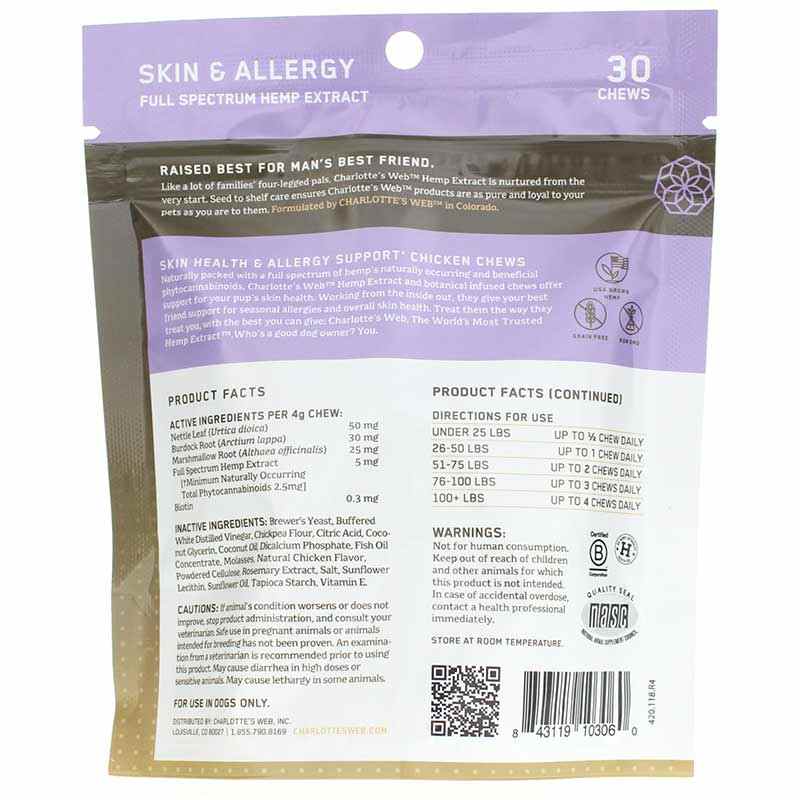 SKIN & ALLERGY
FULL SPECTRUM HEMP EXTRACT
30
CHEWS
RAISED BEST FOR MAN'S BEST FRIEND.
Like a lot of families' four-legged pals, Charlotte's Web™ Hemp Extract is nurtured from the
very start. Seed to shelf care ensures Charlotte's Web™ products are as pure and loyal to your
pets as you are to them. Formulated by CHARLOTTE'S WEB™ in Colorado.
SKIN HEALTH & ALLERGY SUPPORT* CHICKEN CHEWS
Naturally packed with a full spectrum of hemp's naturally occurring and beneficial
phytocannabinoids, Charlotte's Web™ Hemp Extract and botanical infused chews offer
support for your pup's skin health. Working from the inside out, they give your best
friend support for seasonal allergies and overall skin health. Treat them the way they
treat you, with the best you can give: Charlotte's Web, The World's Most Trusted
Hemp Extract™. Who's a good dog owner? You.
USA GROWN
HEMP
GRAIN FREE
NON GMO
PRODUCT FACTS
ACTIVE INGREDIENTS PER 4g CHEW:
Nettle Leaf (Urtica dioica) 50 mg
Burdock Root (Arctium lappa) 30 mg
Marshmallow Root (Althaea officinalis) 25 mg
Full Spectrum Hemp Extract 5 mg
[†Minimum Naturally Occurring
Total Phytocannabinoids 2.5mg]
Biotin 0.3 mg
INACTIVE INGREDIENTS: Brewer's Yeast, Buffered
White Distilled Vinegar, Chickpea Flour, Citric Acid, Coco-
nut Glycerin, Coconut Oil, Dicalcium Phosphate, Fish Oil
Concentrate, Molasses, Natural Chicken Flavor,
Powdered Cellulose, Rosemary Extract, Salt, Sunflower
Lecithin, Sunflower Oil, Tapioca Starch, Vitamin E.
CAUTIONS: If animal's condition worsens or does not
improve, stop product administration, and consult your
veterinarian. Safe use in pregnant animals or animals
intended for breeding has not been proven. An examina-
tion from a veterinarian is recommended prior to using
this product. May cause diarrhea in high doses or
sensitive animals. May cause lethargy in some animals.
FOR USE IN DOGS ONLY.
DISTRIBUTED BY: CHARLOTTE'S WEB, INC.
LOUISVILLE, CO 80027 | 1.855.790.8169 CHARLOTTESWEB.COM
PRODUCT FACTS (CONTINUED)
DIRECTIONS FOR USE
UNDER 25 LBS UP TO ½ CHEW DAILY
26-50 LBS UP TO 1 CHEW DAILY
51-75 LBS UP TO 2 CHEWS DAILY
76-100 LBS UP TO 3 CHEWS DAILY
100+ LBS UP TO 4 CHEWS DAILY
WARNINGS:
Not for human consumption.
Keep out of reach of children
and other animals for which
this product is not intended.
In case of accidental overdose,
contact a health professional
immediately.
STORE AT ROOM TEMPERATURE.
Certified
B
Corporation
H
QUALITY SEAL
nasc
NATIONAL ANIMAL SUPPLEMENT COUNCIL
8 43119 10306 0
420.118.R4